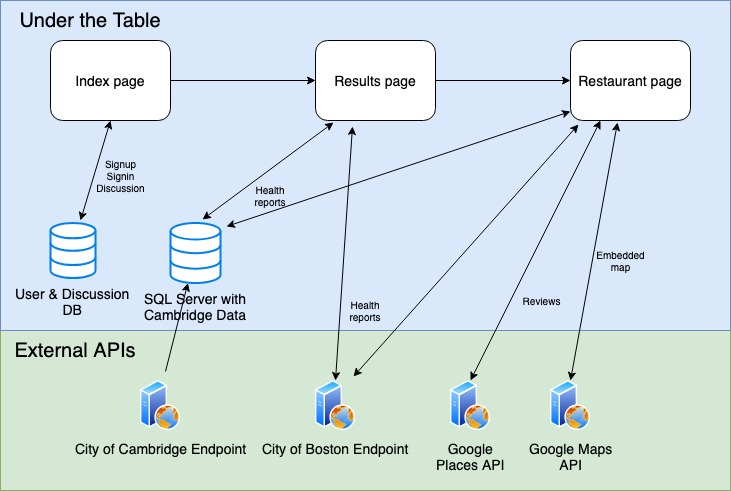 Under the Table
Index page
Results page
Restaurant page
Signup
Signin
Discussion
Health
reports
Embedded
map
User & Discussion
DB
SQL Server with
Cambridge Data
Health
reports
Reviews
External APIs
City of Cambridge Endpoint
City of Boston Endpoint
Google
Places API
Google Maps
API